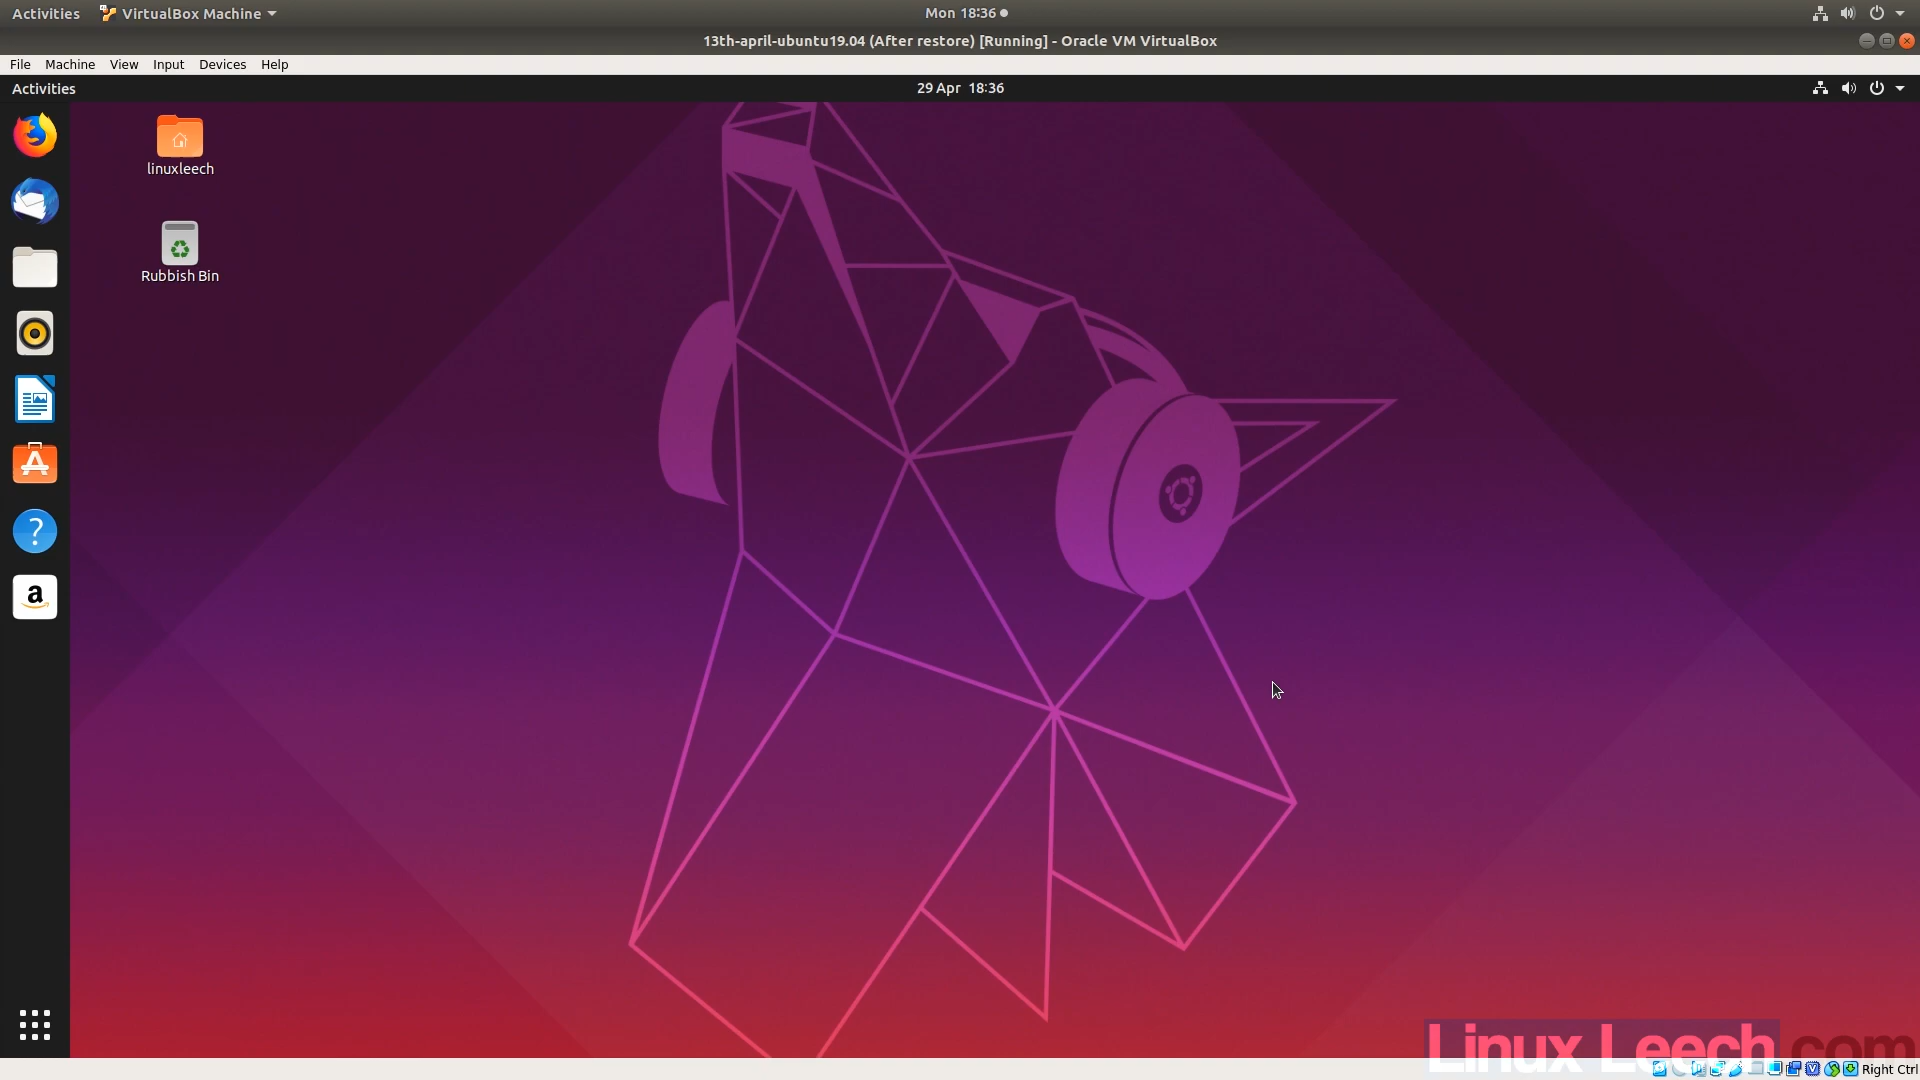 Activities VirtualBox Machine Mon 18:36
13th-april-ubuntu19.04 (After restore) [Running] - Oracle VM VirtualBox
File Machine View Input Devices Help
Activities 29 Apr 18:36
linuxleech
Rubbish Bin
Linux Leech.com
Right Ctrl